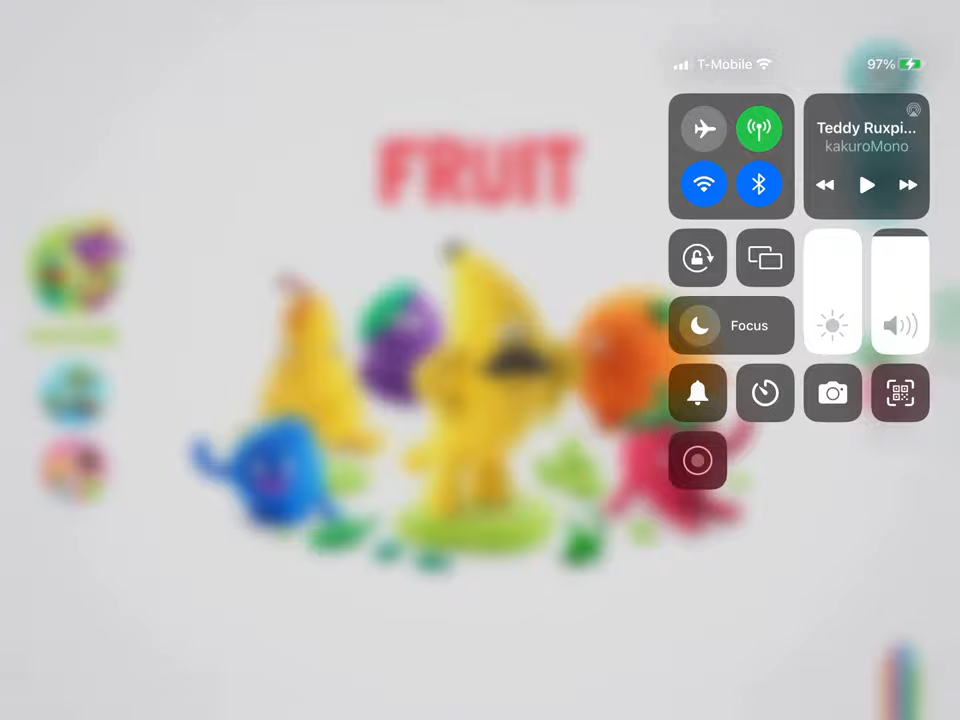 T-Mobile 97%
Teddy Ruxpi...
kakuroMono
FRUIT
Focus